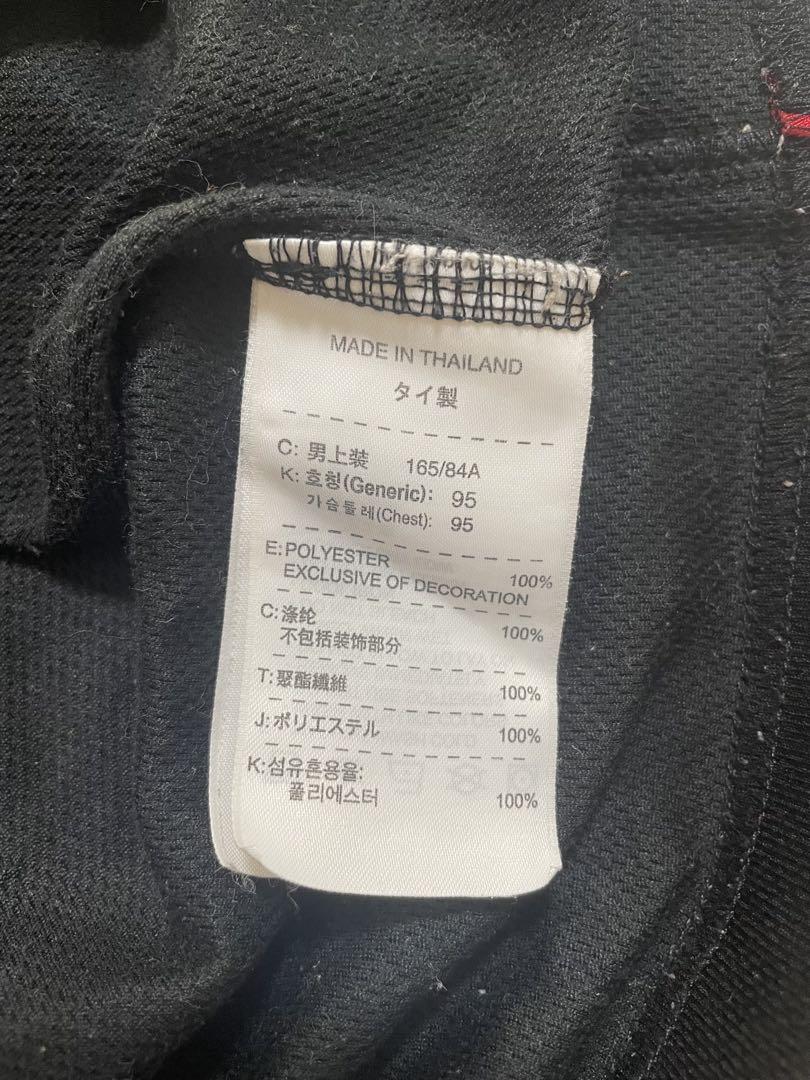 MADE IN THAILAND
タイ製
C: 男上装 165/84A
K: 호칭(Generic): 95
가슴둘레(Chest): 95
E: POLYESTER 100%
EXCLUSIVE OF DECORATION
C: 涤纶 100%
不包括装饰部分
T: 聚酯纖維 100%
J: ポリエステル 100%
K: 섬유혼용율:
폴리에스터 100%